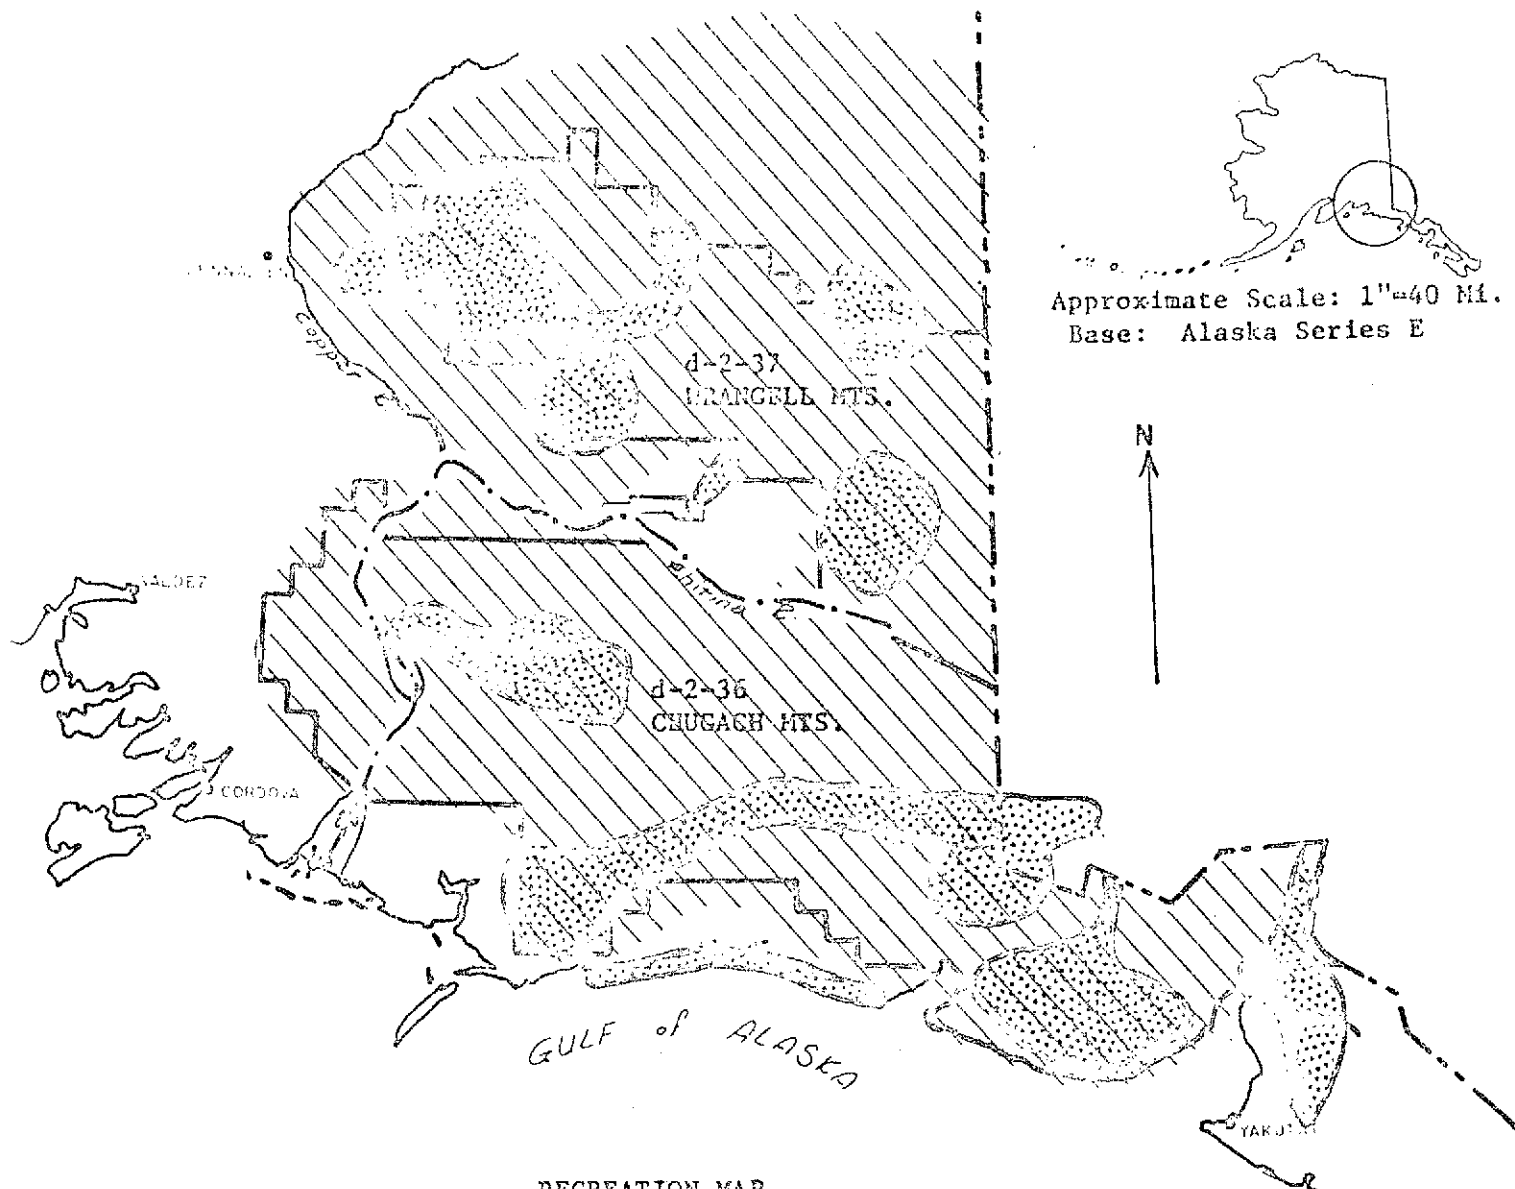 Approximate Scale: 1"=40 Mi.
Base: Alaska Series E
d-2-37
WRANGELL MTS.
N
Chitina
VALDEZ
d-2-36
CHUGACH MTS.
CORDOVA
GULF of ALASKA
YAKUTAT
RECREATION MAP